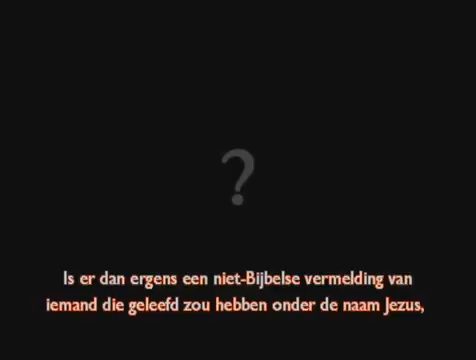 ?
Is er dan ergens een niet-Bijbelse vermelding van
iemand die geleefd zou hebben onder de naam Jezus,